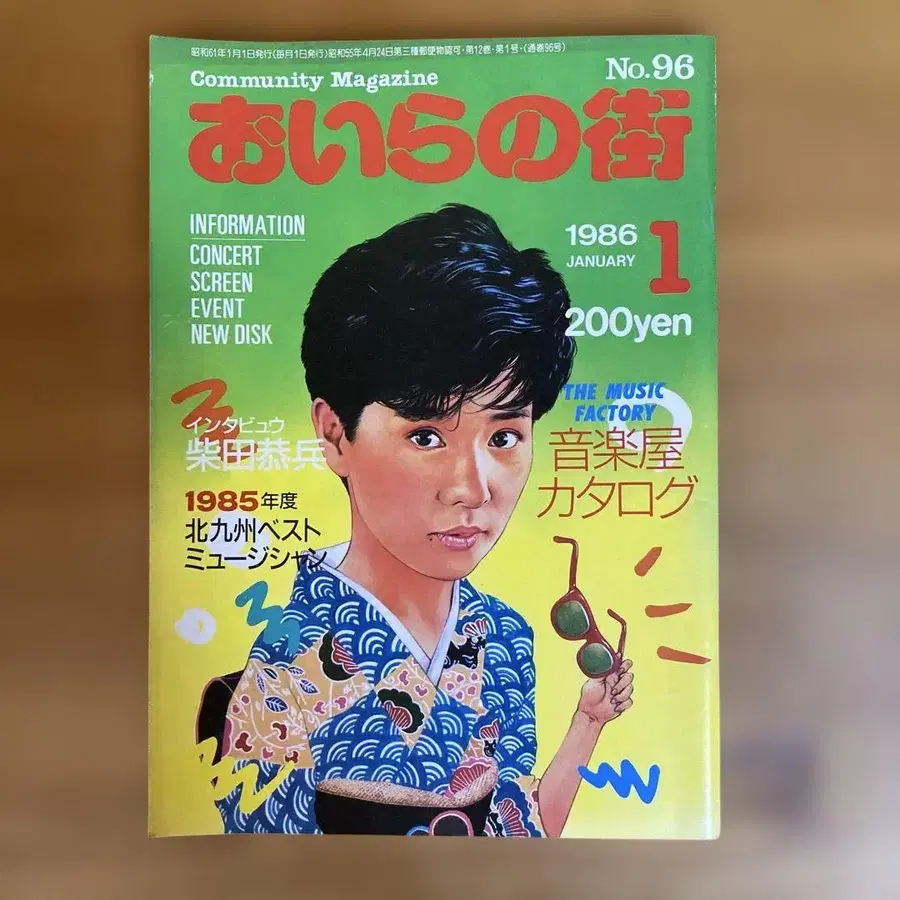 昭和61年1月1日発行(毎月1日発行)昭和55年4月24日第三種郵便物認可・第12巻・第1号・(通巻96号)
Community Magazine
No.96
おいらの街
INFORMATION
CONCERT
SCREEN
EVENT
NEW DISK
1986
JANUARY
1
200yen
インタビュウ
柴田恭兵
1985年度
北九州ベスト
ミュージシャン
THE MUSIC
FACTORY
音楽屋
カタログ